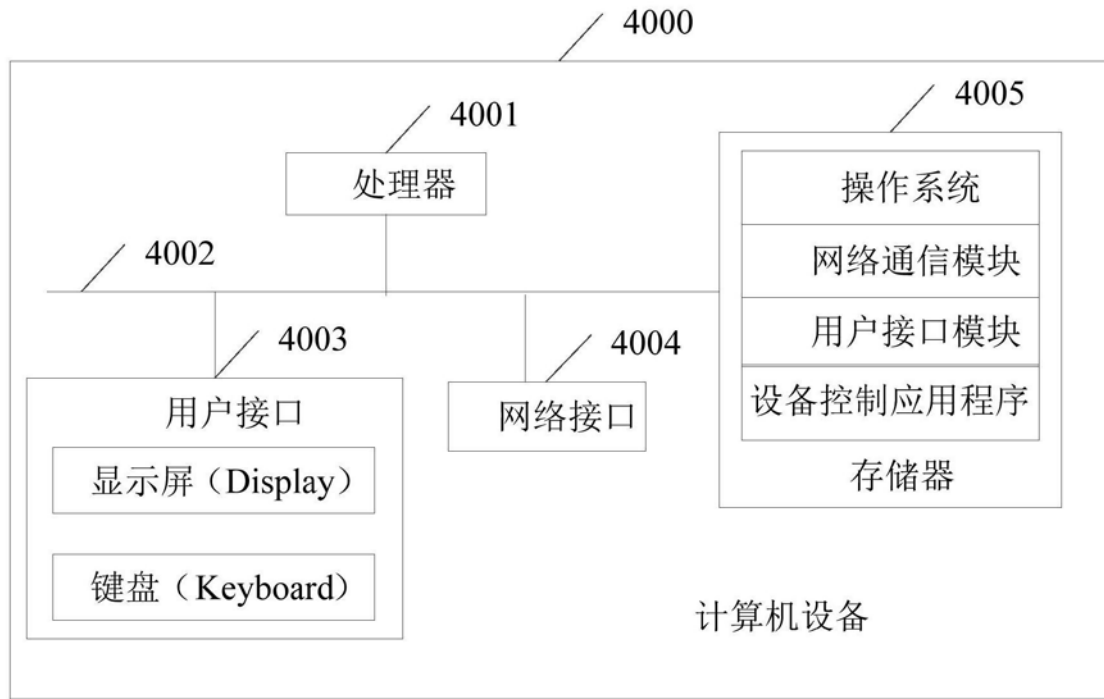 4000
4001
4005
处理器
操作系统
4002
网络通信模块
用户接口模块
4003
4004
用户接口
网络接口
设备控制应用程序
显示屏（Display）
存储器
键盘（Keyboard）
计算机设备